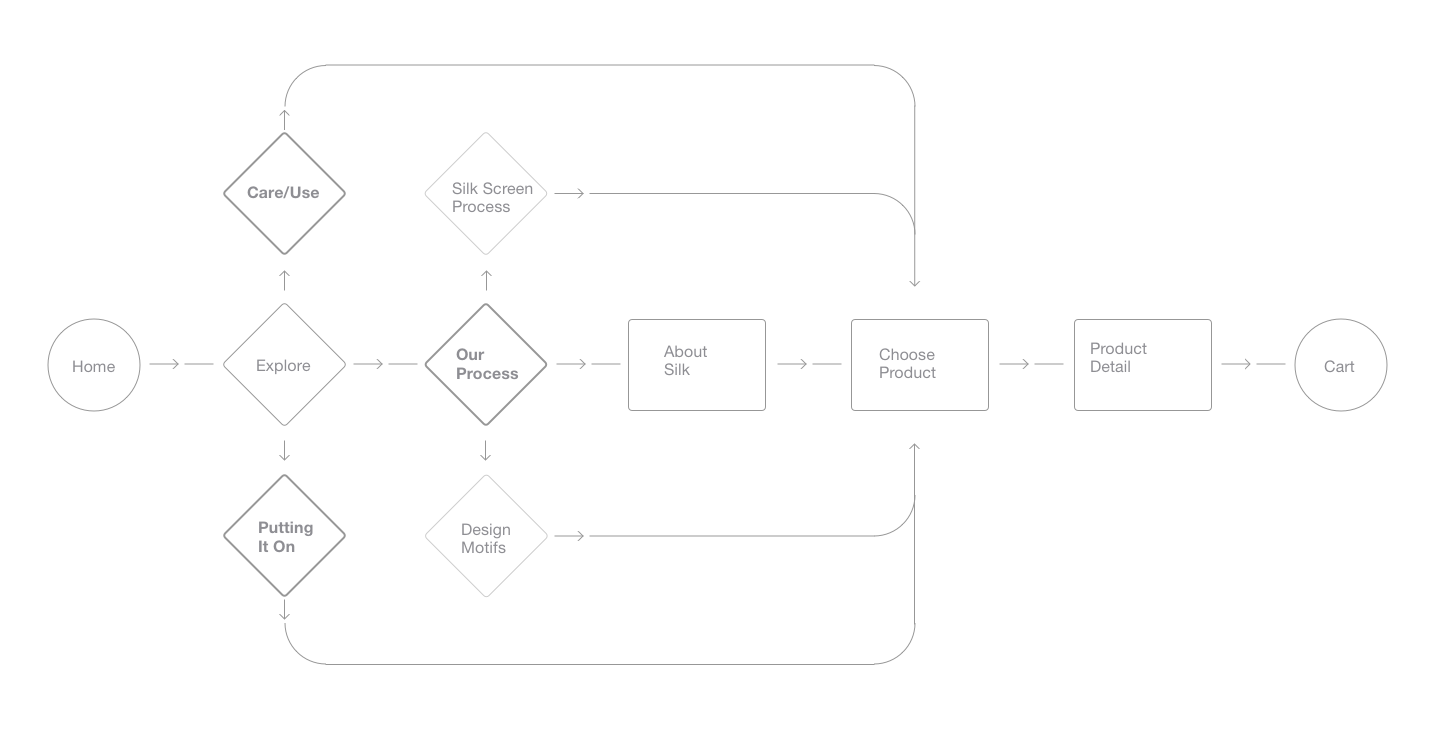 Care/Use
Silk Screen
Process
Home
Explore
Our
Process
About
Silk
Choose
Product
Product
Detail
Cart
Putting
It On
Design
Motifs